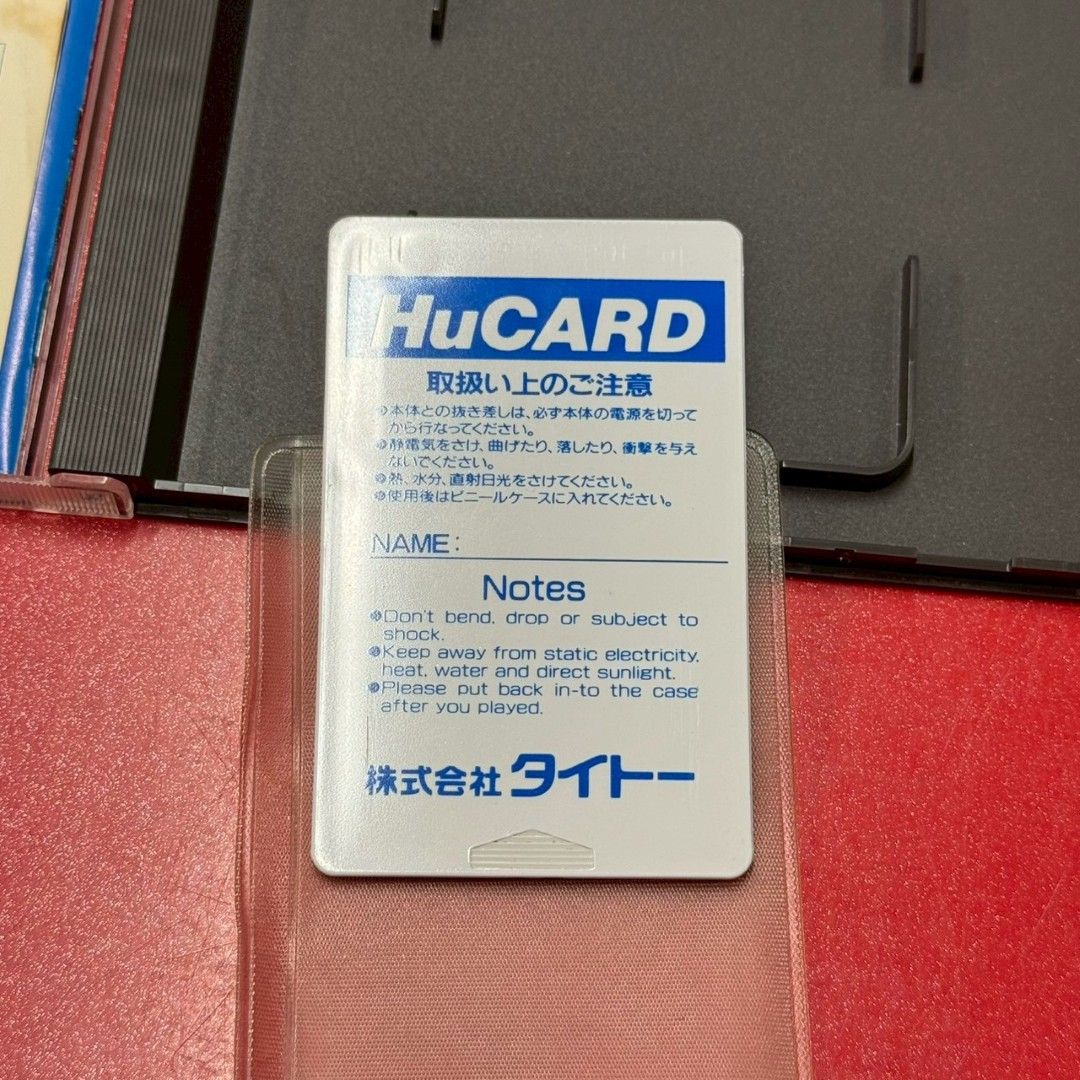 HuCARD
取扱い上のご注意
●本体との抜き差しは、必ず本体の電源を切って
から行なってください。
●静電気をさけ、曲げたり、落したり、衝撃を与え
ないでください。
●熱、水分、直射日光をさけてください。
●使用後はビニールケースに入れてください。
NAME:
Notes
●Don't bend, drop or subject to
shock.
●Keep away from static electricity,
heat, water and direct sunlight.
●Please put back in-to the case
after you played.
株式会社 タイトー